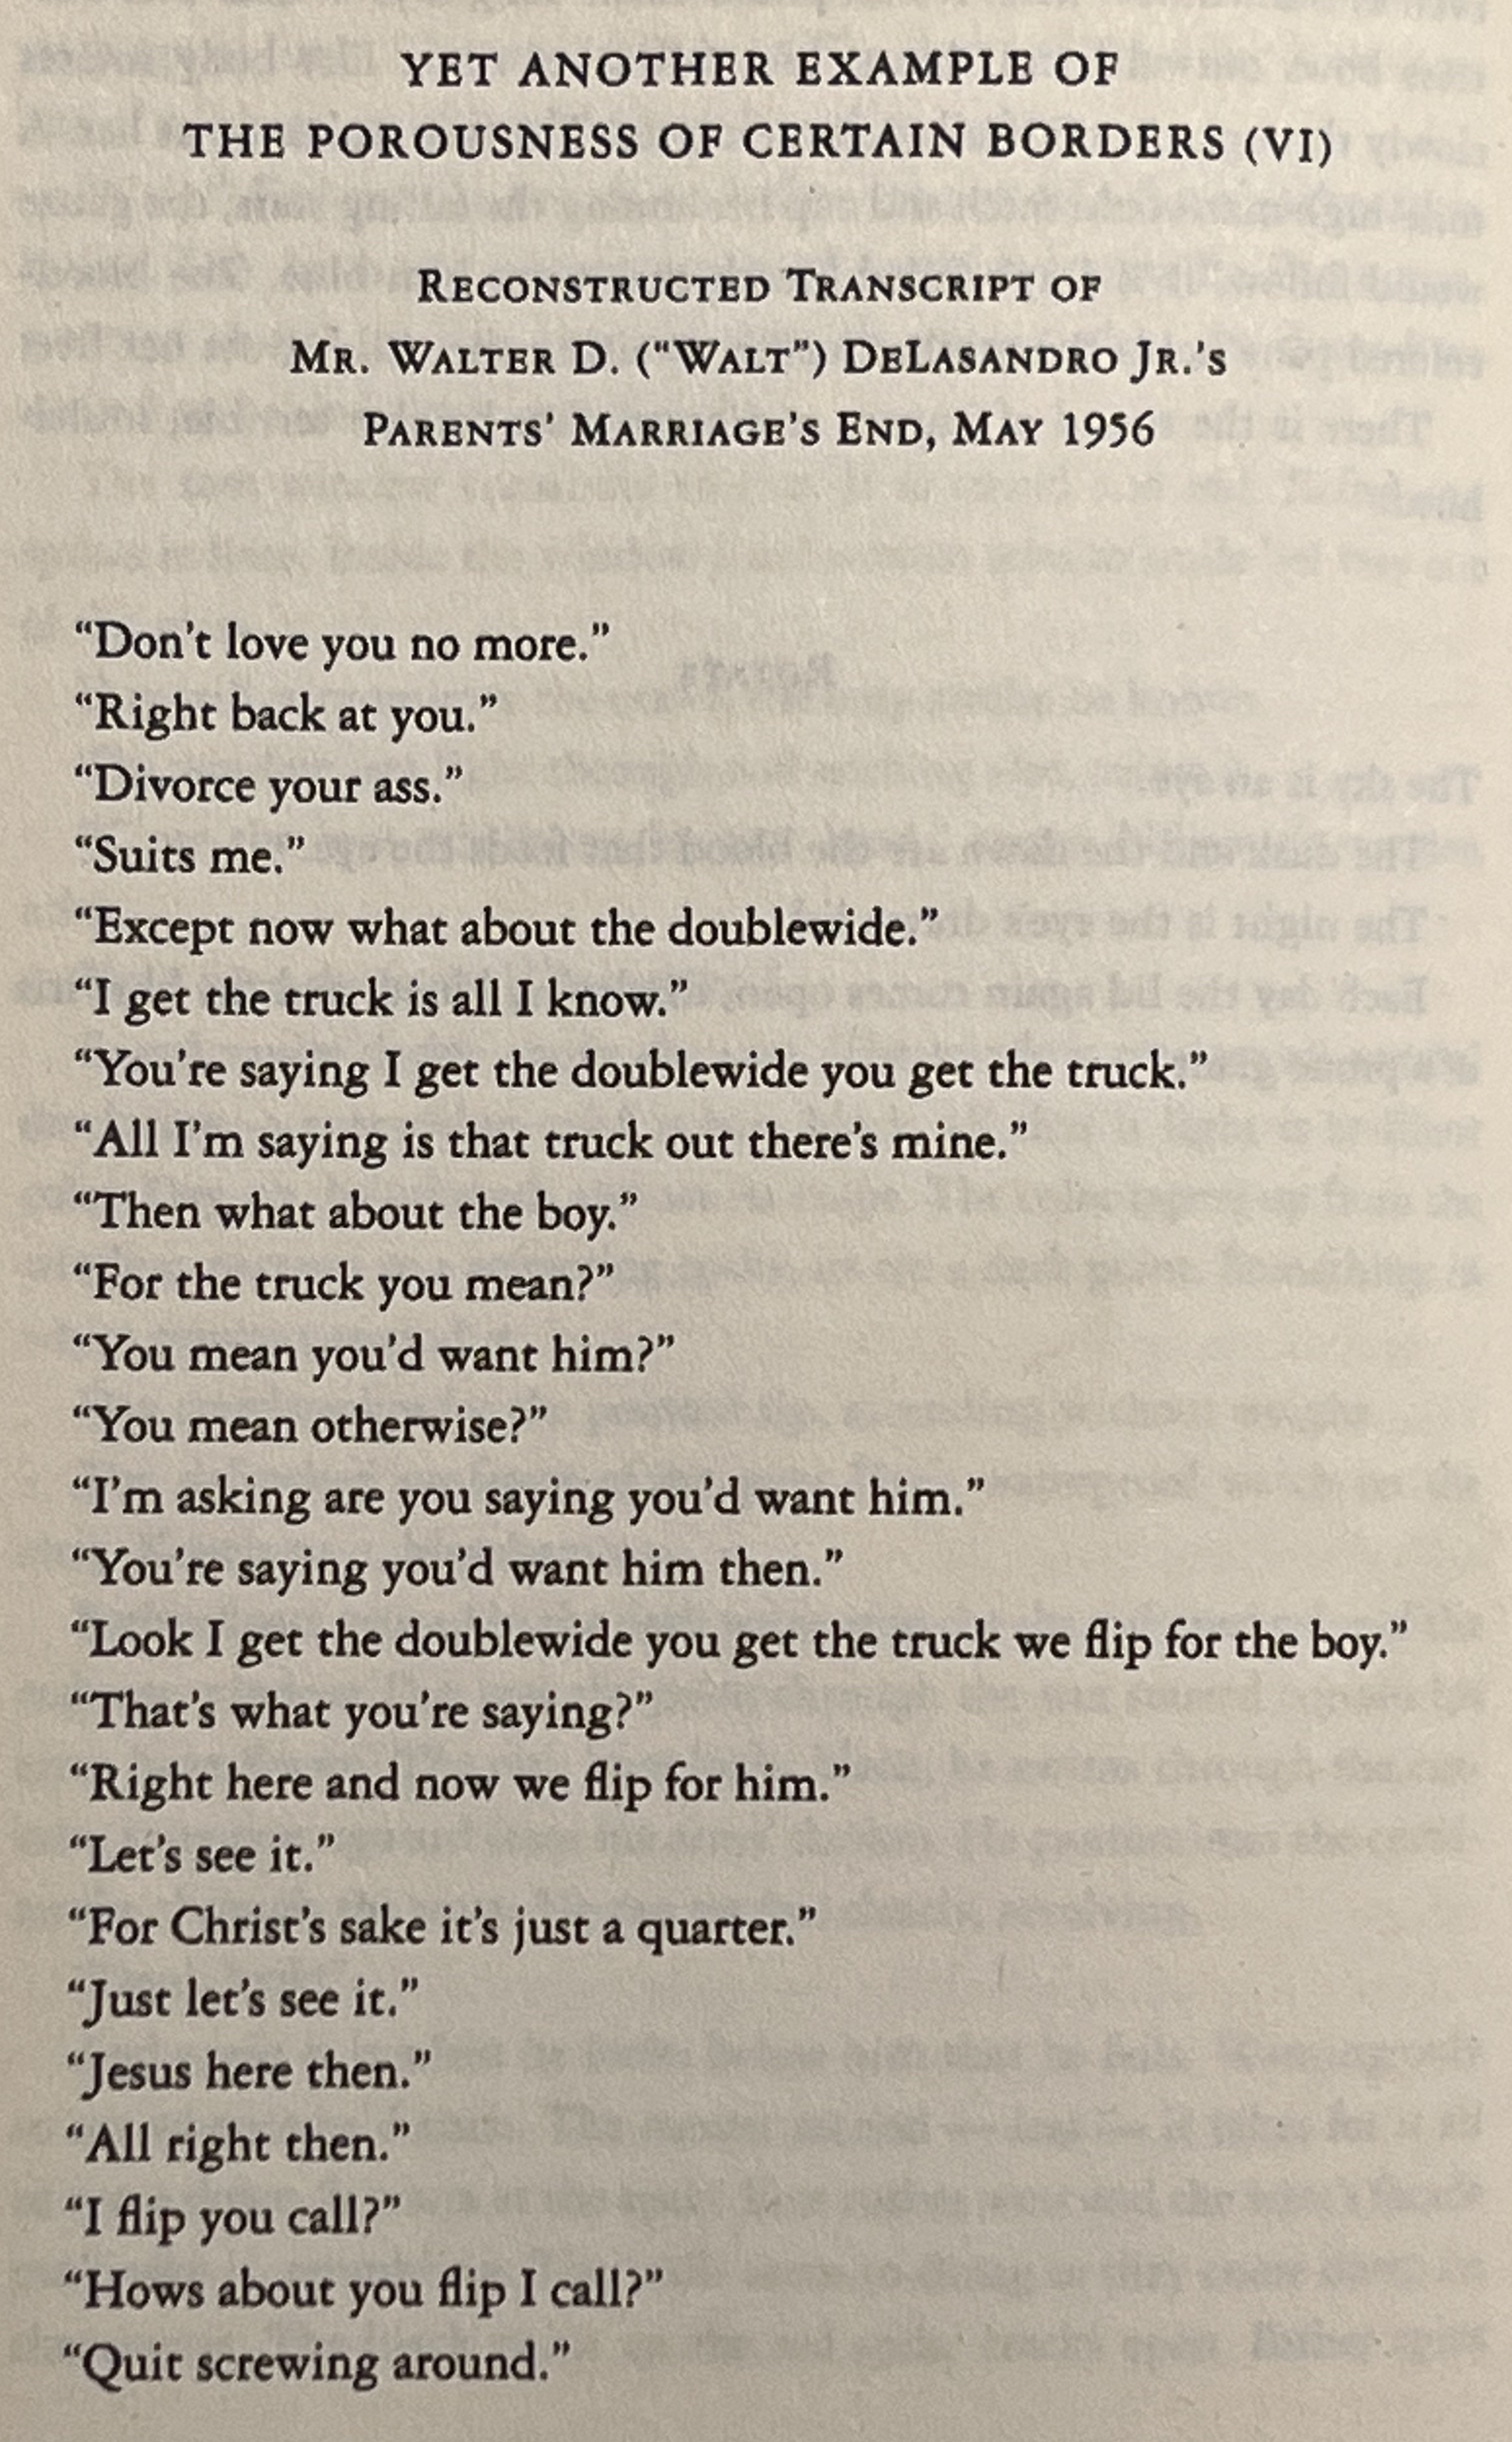 YET ANOTHER EXAMPLE OF
THE POROUSNESS OF CERTAIN BORDERS (VI)
RECONSTRUCTED TRANSCRIPT OF
MR. WALTER D. (“WALT”) DELASANDRO JR.'S
PARENTS’ MARRIAGE’S END, MAY 1956
“Don’t love you no more.”
“Right back at you.”
“Divorce your ass.”
“Suits me.”
“Except now what about the doublewide.”
“I get the truck is all I know.”
“You’re saying I get the doublewide you get the truck.”
“All I’m saying is that truck out there’s mine.”
“Then what about the boy.”
“For the truck you mean?”
“You mean you’d want him?”
“You mean otherwise?”
“I’m asking are you saying you’d want him.”
“You’re saying you’d want him then.”
“Look I get the doublewide you get the truck we flip for the boy.”
“That’s what you’re saying?”
“Right here and now we flip for him.”
“Let’s see it.”
“For Christ’s sake it’s just a quarter.”
“Just let’s see it.”
“Jesus here then.”
“All right then.”
“I flip you call?”
“Hows about you flip I call?”
“Quit screwing around.”